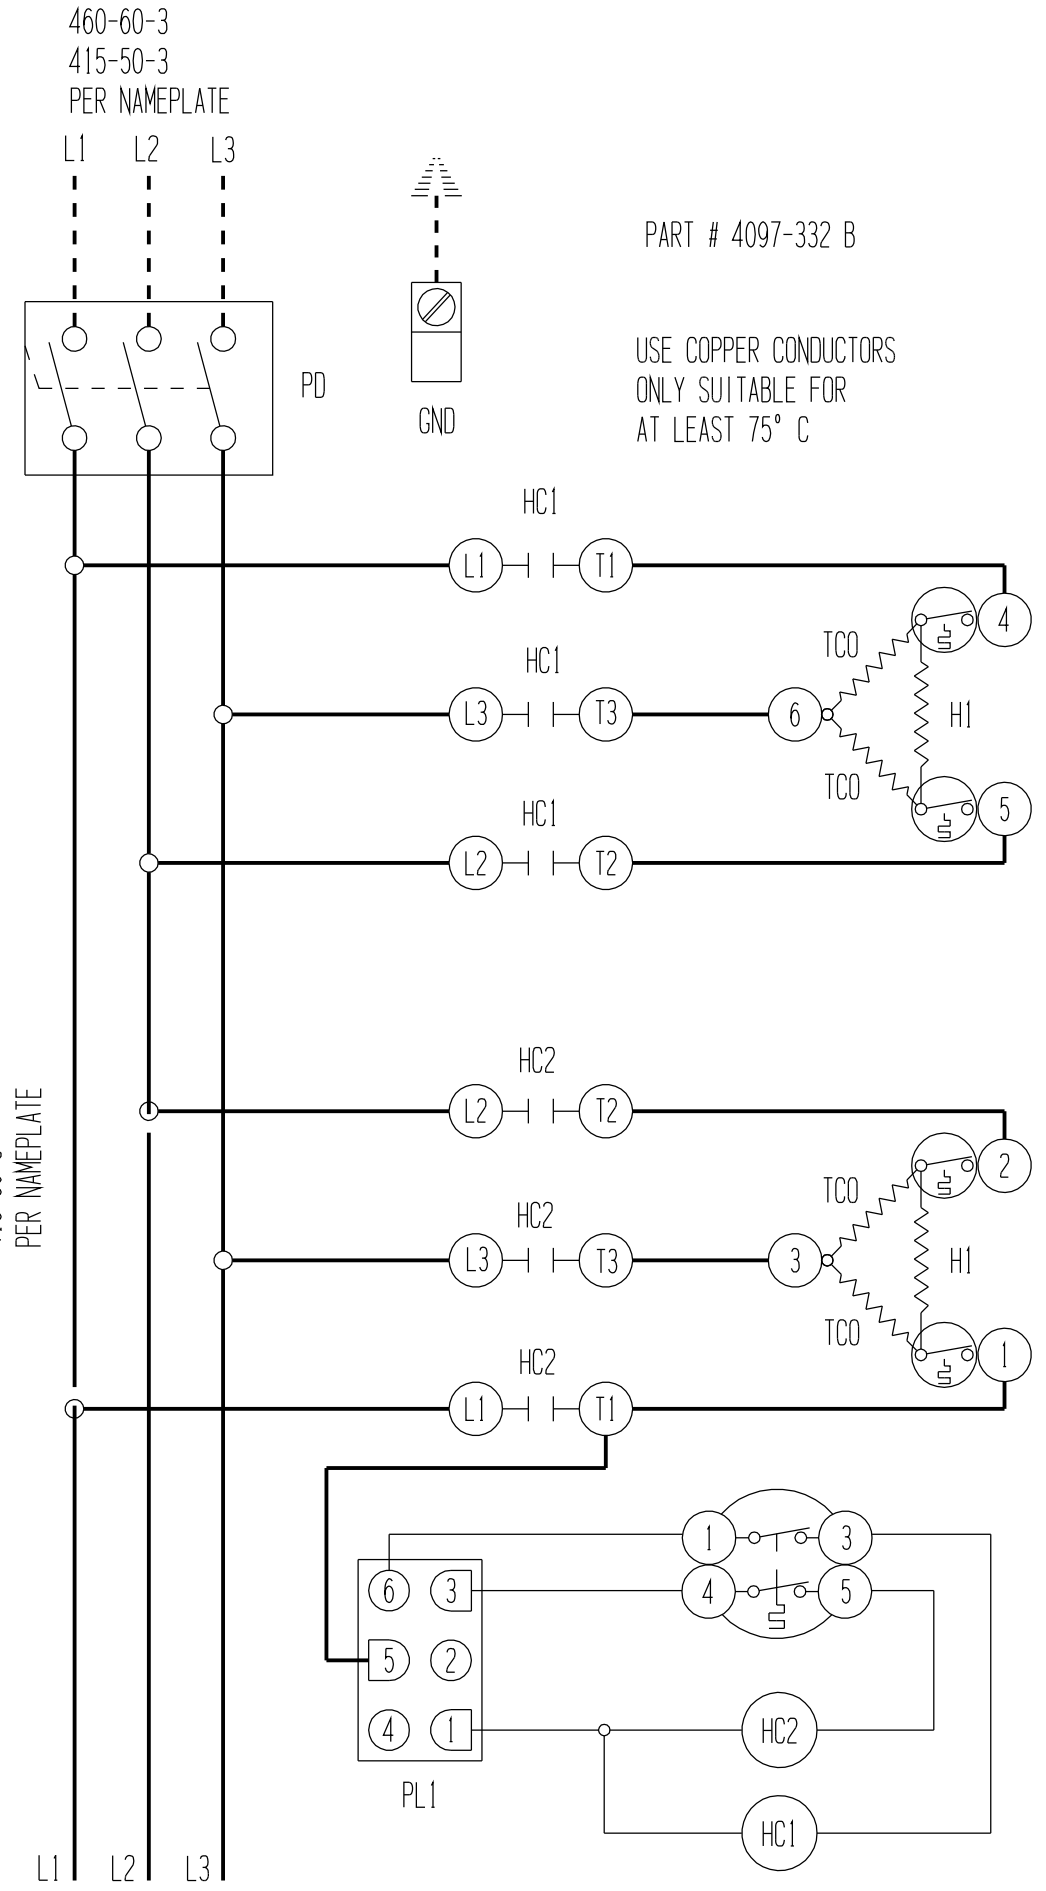 460-60-3
415-50-3
PER NAMEPLATE
L1 L2 L3
PART # 4097-332 B
USE COPPER CONDUCTORS
ONLY SUITABLE FOR
AT LEAST 75° C
PD
GND
HC1
L1 T1
4
TCO
HC1
L3 T3 6
H1
TCO
HC1
5
L2 T2
HC2
L2 T2
PER NAMEPLATE
2
TCO
HC2
L3 T3 3
H1
TCO
HC2
1
L1 T1
1 3
6 3 4 5
5 2
4 1 HC2
PL1
HC1
L1 L2 L3